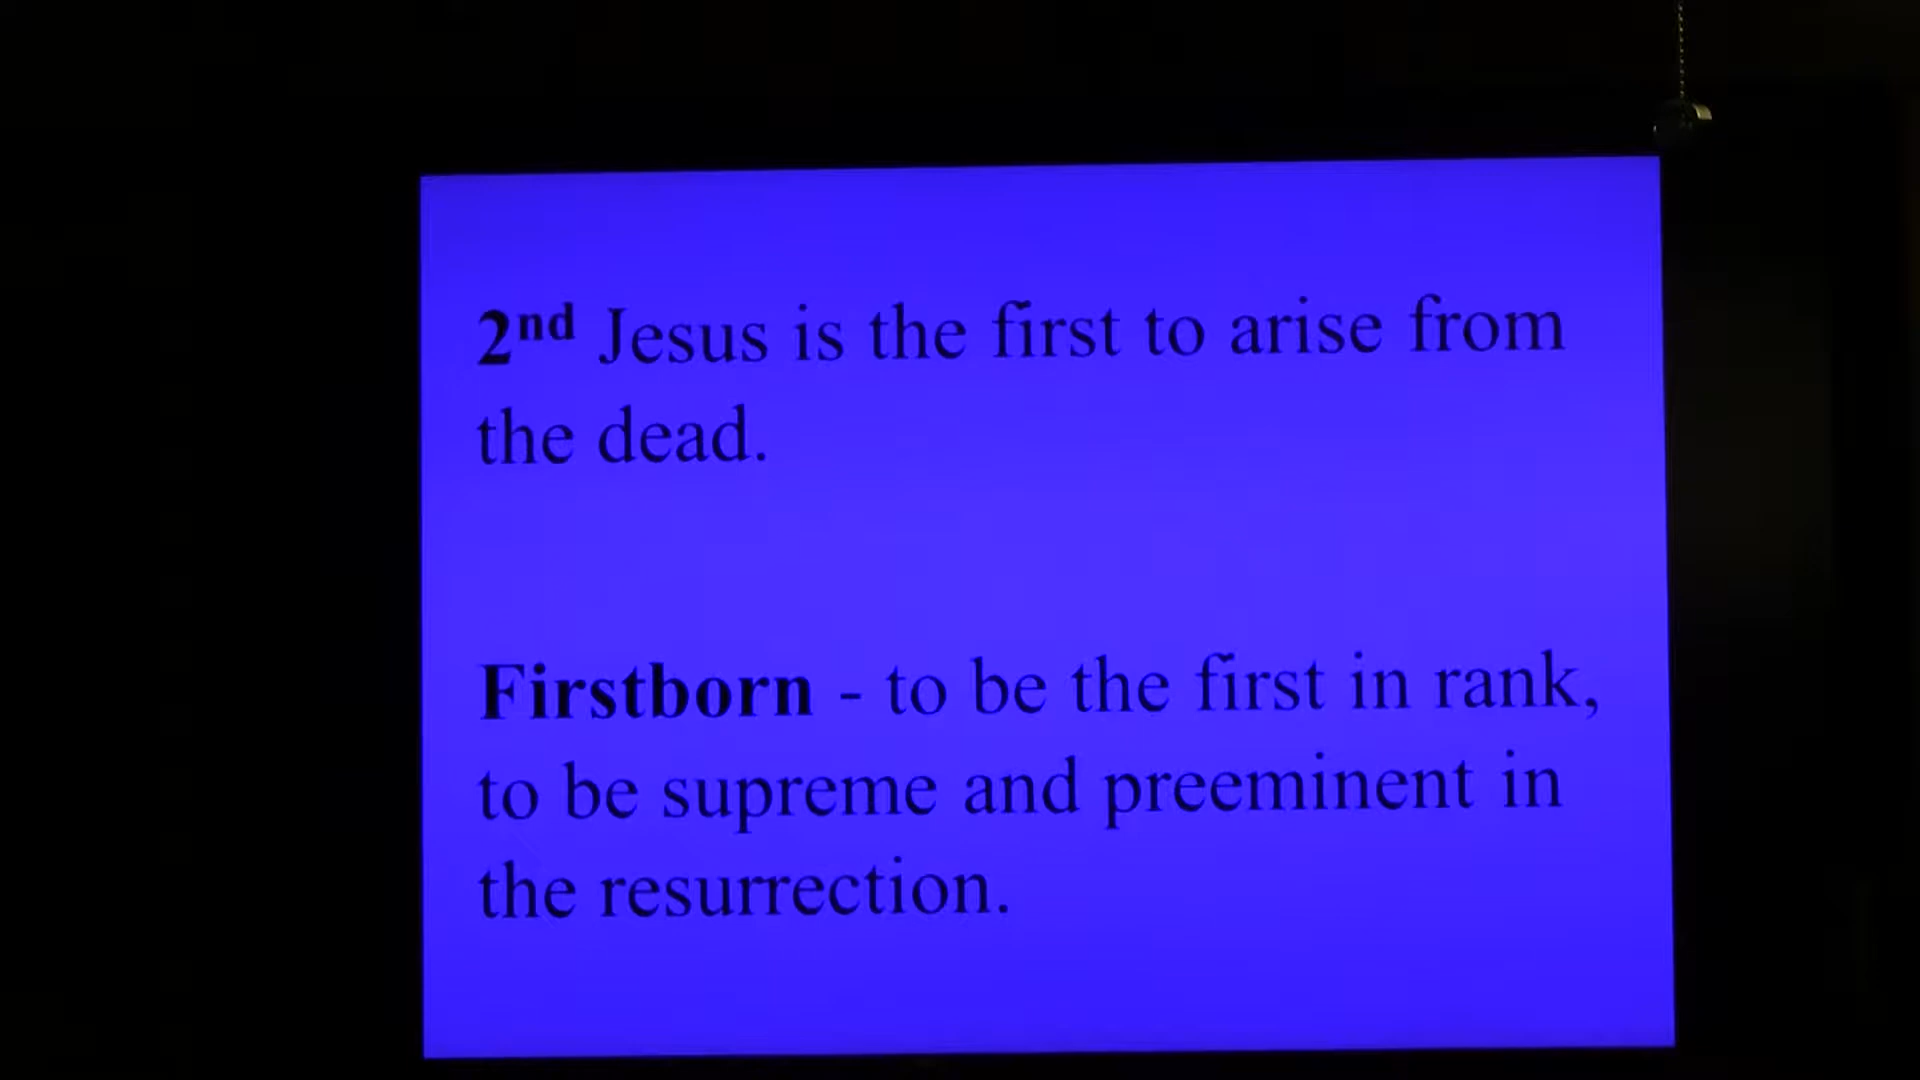 2nd Jesus is the first to arise from
the dead.
Firstborn - to be the first in rank,
to be supreme and preeminent in
the resurrection.